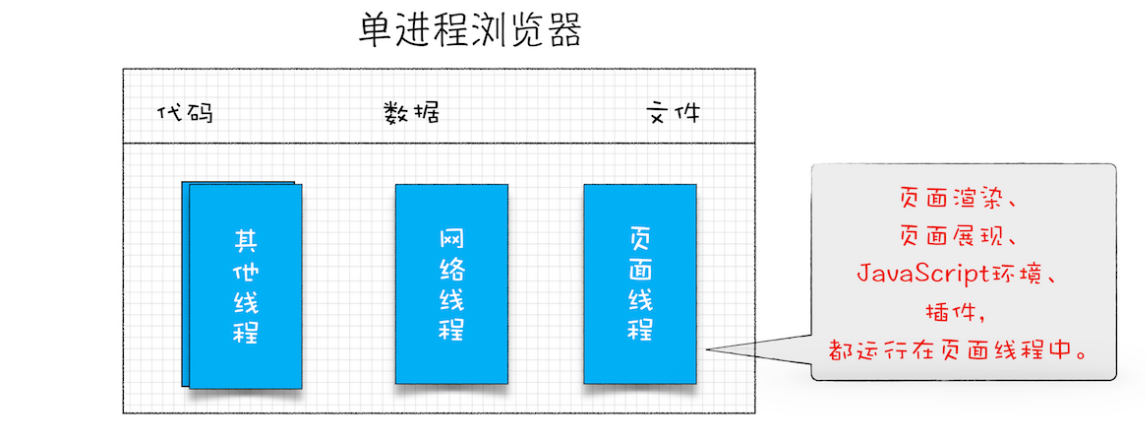 单进程浏览器
代码 数据 文件
其他线程
网络线程
页面线程
页面渲染、
页面展现、
JavaScript环境、
插件，
都运行在页面线程中。